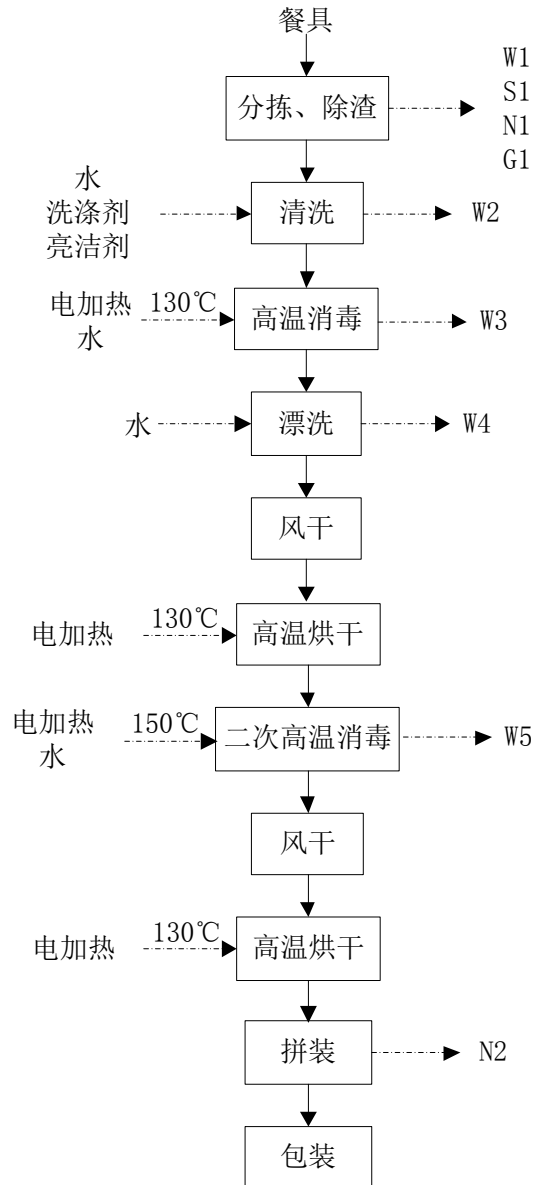 餐具
W1
S1
N1
G1
分拣、除渣
水
洗涤剂
亮洁剂
清洗
W2
电加热
水
130℃
高温消毒
W3
水
漂洗
W4
风干
电加热
130℃
高温烘干
电加热
水
150℃
二次高温消毒
W5
风干
电加热
130℃
高温烘干
拼装
N2
包装